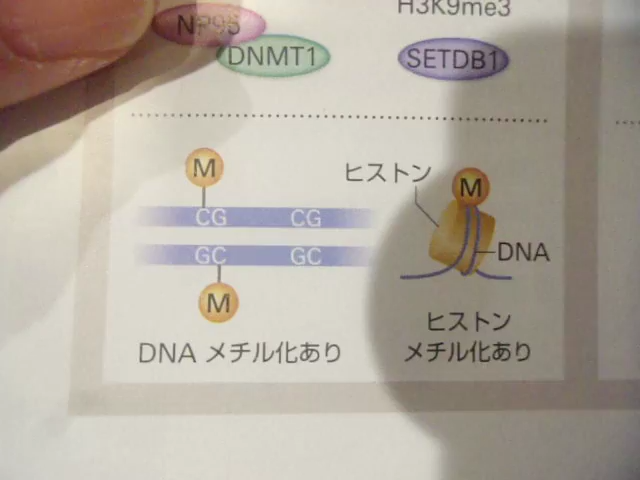 H3K9me3
NP95
DNMT1
SETDB1
M
ヒストン
M
CG CG
GC GC
DNA
M
DNA メチル化あり
ヒストン
メチル化あり